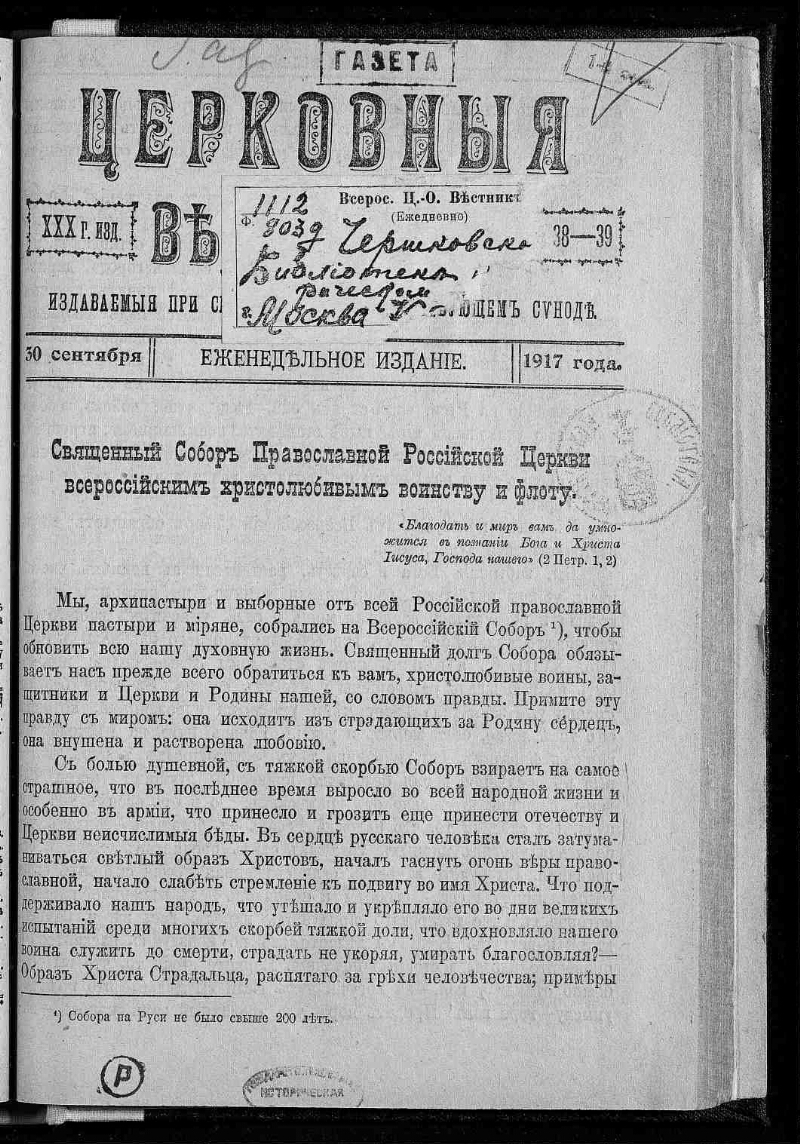 ГАЗЕТА
ЦЕРКОВНЫЯ
Всерос. Ц.-О. Вѣстникъ
(Ежедневно)
XXX г. изд.
ВѢ
1112
Ф.
38—39
Библіотека
г. Москва
ИЗДАВАЕМЫЯ ПРИ С
ЮЩЕМЪ СѴНОДѢ.
30 сентября
ЕЖЕНЕДѢЛЬНОЕ ИЗДАНІЕ.
1917 года.
Священный Соборъ Православной Россійской Церкви
всероссійскимъ христолюбивымъ воинству и флоту.
«Благодать и миръ вамъ да умно-
жится въ познаніи Бога и Христа
Іисуса, Господа нашего» (2 Петр. 1, 2)
Мы, архипастыри и выборные отъ всей Россійской православной
Церкви пастыри и міряне, собрались на Всероссійскій Соборъ ¹), чтобы
обновить всю нашу духовную жизнь. Священный долгъ Собора обязы-
ваетъ насъ прежде всего обратиться къ вамъ, христолюбивые воины, за-
щитники и Церкви и Родины нашей, со словомъ правды. Примите эту
правду съ миромъ: она исходитъ изъ страдающихъ за Родину сердецъ,
она внушена и растворена любовію.
Съ болью душевной, съ тяжкой скорбью Соборъ взираетъ на самое
страшное, что въ послѣднее время выросло во всей народной жизни и
особенно въ арміи, что принесло и грозитъ еще принести отечеству и
Церкви неисчислимыя бѣды. Въ сердцѣ русскаго человѣка сталъ затума-
ниваться свѣтлый образъ Христовъ, началъ гаснуть огонь вѣры право-
славной, начало слабѣть стремленіе къ подвигу во имя Христа. Что под-
держивало нашъ народъ, что утѣшало и укрѣпляло его во дни великихъ
испытаній среди многихъ скорбей тяжкой доли, что вдохновляло нашего
воина служить до смерти, страдать не укоряя, умирать благословляя?—
Образъ Христа Страдальца, распятаго за грѣхи человѣчества; примѣры
¹) Собора на Руси не было свыше 200 лѣтъ.
Р
ИСТОРИЧЕСКАЯ